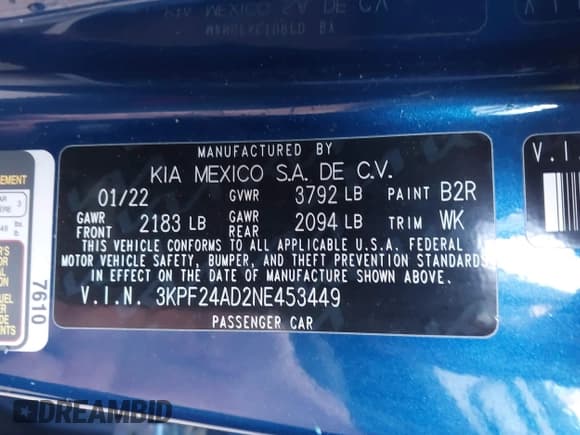 MANUFACTURED BY
KIA MEXICO S.A. DE C.V.
01/22 GVWR 3792 LB PAINT B2R
GAWR FRONT 2183 LB GAWR REAR 2094 LB TRIM WK
THIS VEHICLE CONFORMS TO ALL APPLICABLE U.S.A. FEDERAL
MOTOR VEHICLE SAFETY, BUMPER, AND THEFT PREVENTION STANDARDS
IN EFFECT ON THE DATE OF MANUFACTURE SHOWN ABOVE.
V.I.N. 3KPF24AD2NE453449
PASSENGER CAR
7610
V.I
DREAMBID